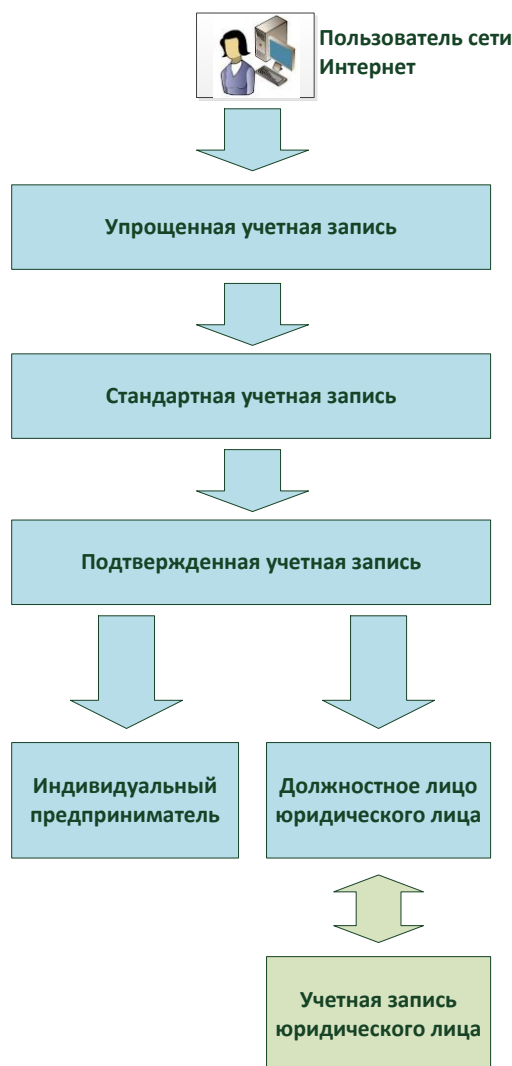 Пользователь сети
Интернет
Упрощенная учетная запись
Стандартная учетная запись
Подтвержденная учетная запись
Индивидуальный
предприниматель
Должностное лицо
юридического лица
Учетная запись
юридического лица